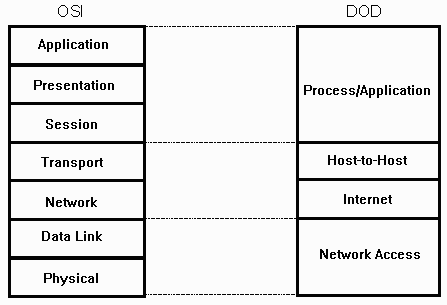 OSI
DOD
Application
Presentation
Session
Transport
Network
Data Link
Physical
Process/Application
Host-to-Host
Internet
Network Access